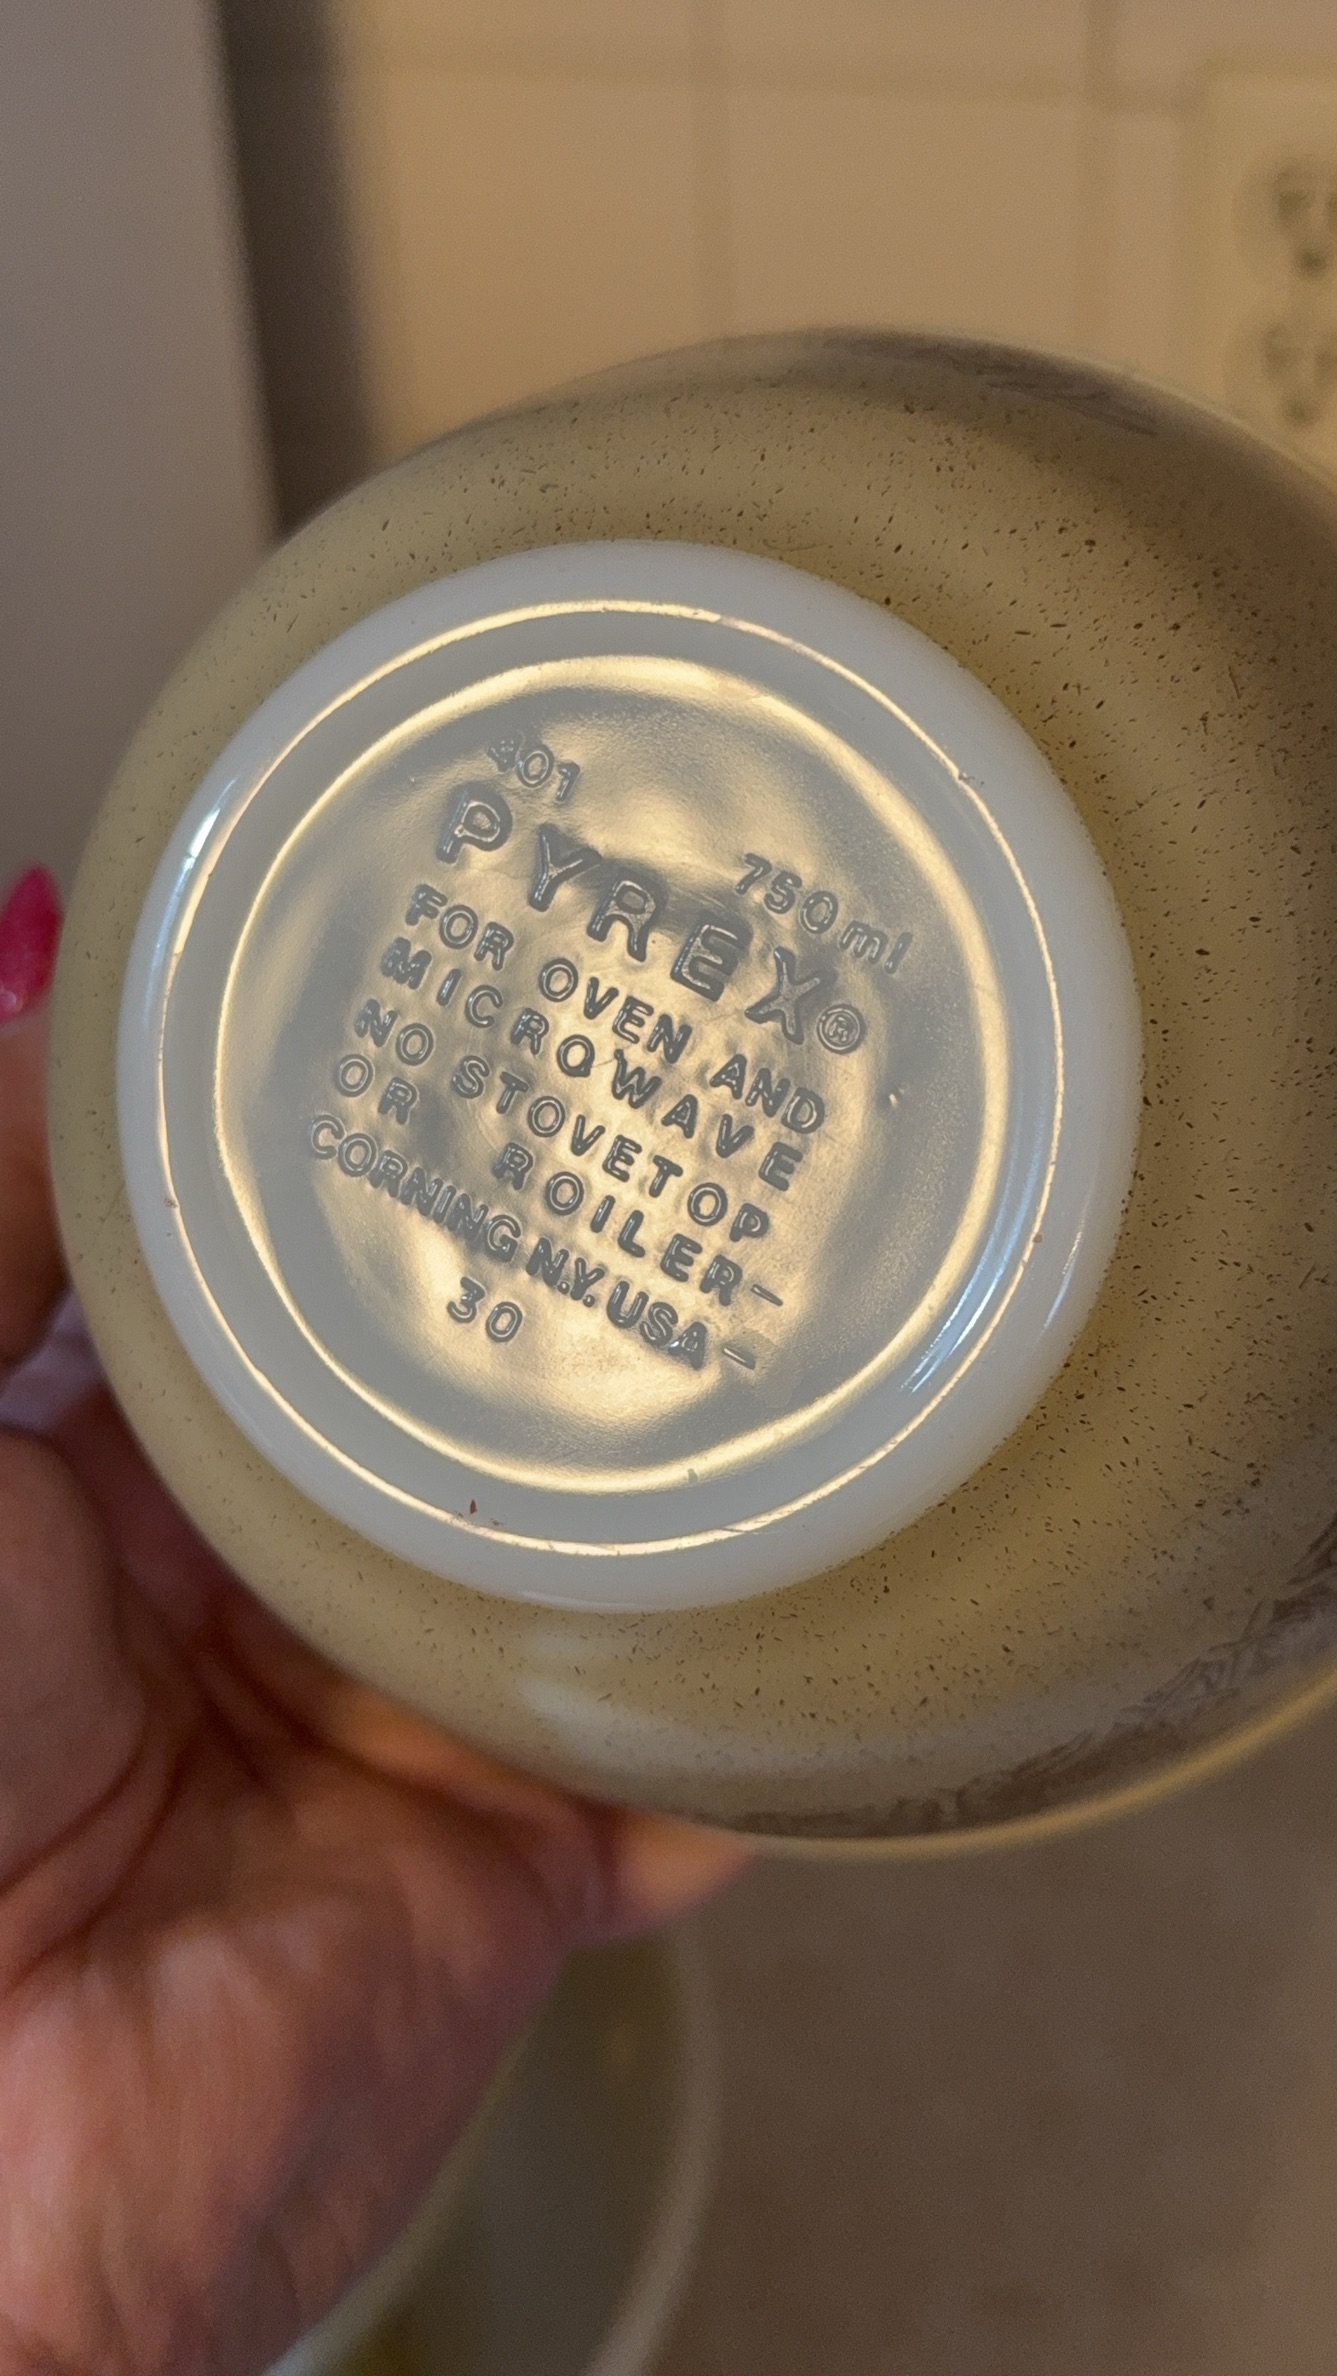 401
750ml
PYREX®
FOR OVEN AND
MICROWAVE
NO STOVETOP
OR ROILER-
CORNING N.Y. USA-
30